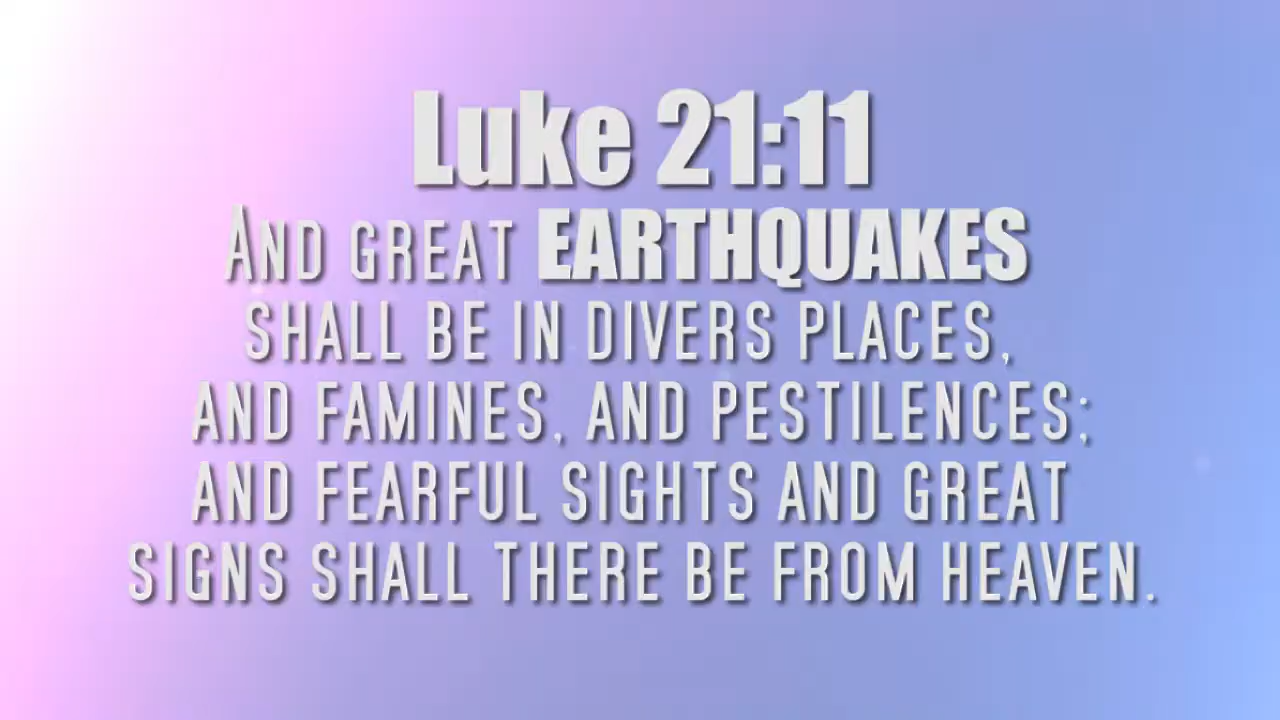 Luke 21:11
And great EARTHQUAKES
SHALL BE IN DIVERS PLACES,
AND FAMINES, AND PESTILENCES;
AND FEARFUL SIGHTS AND GREAT
SIGNS SHALL THERE BE FROM HEAVEN.